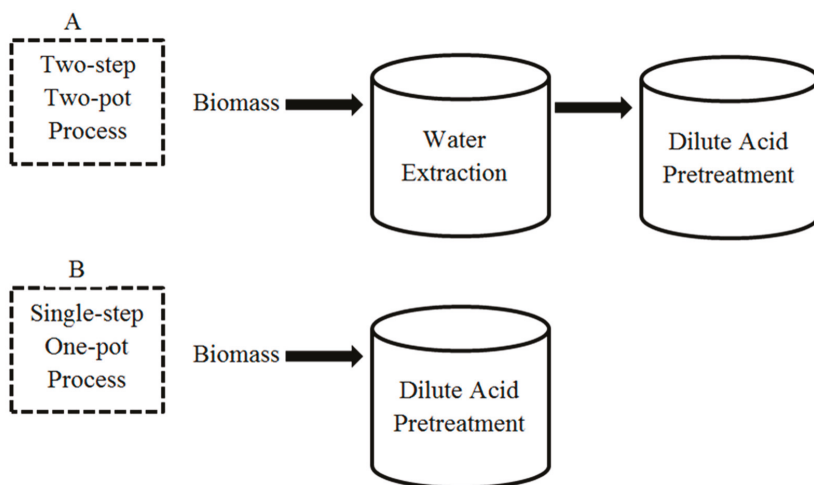 A
Two-step
Two-pot
Process
Biomass
Water
Extraction
Dilute Acid
Pretreatment
B
Single-step
One-pot
Process
Biomass
Dilute Acid
Pretreatment